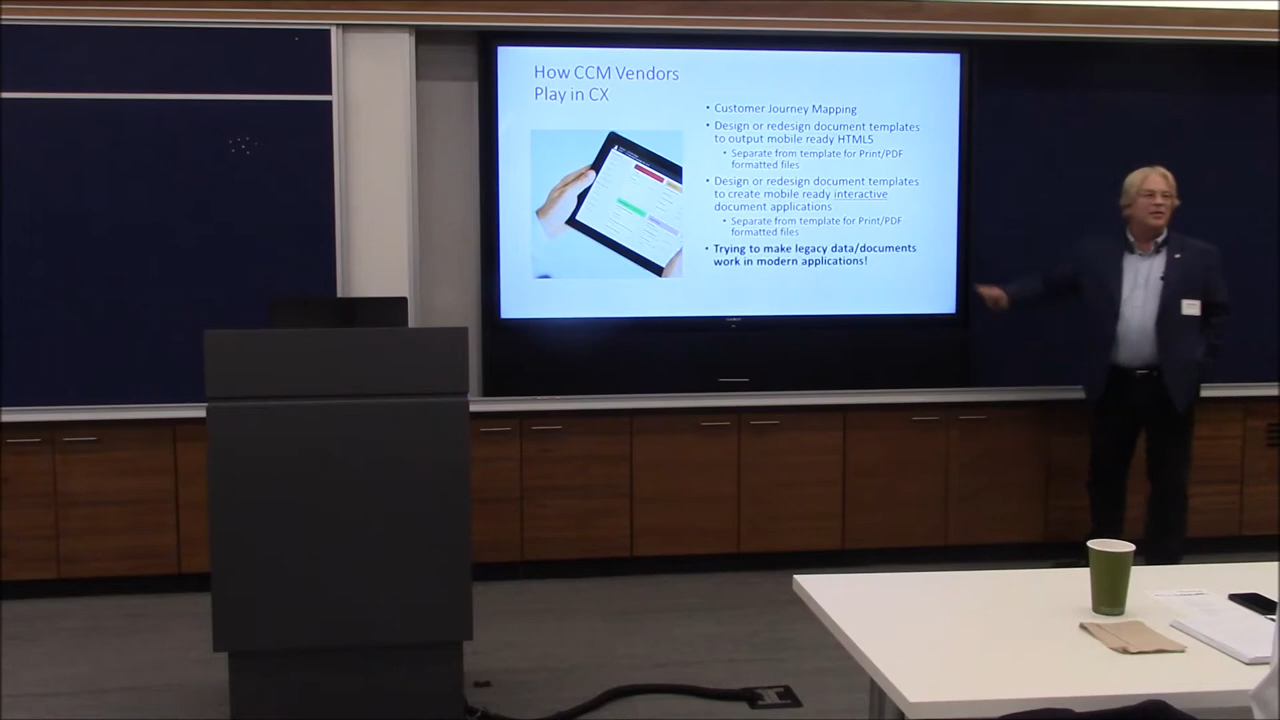 How CCM Vendors
Play in CX
• Customer Journey Mapping
• Design or redesign document templates
to output mobile ready HTML5
• Separate from template for Print/PDF
formatted files
• Design or redesign document templates
to create mobile ready interactive
document applications
• Separate from template for Print/PDF
formatted files
• Trying to make legacy data/documents
work in modern applications!